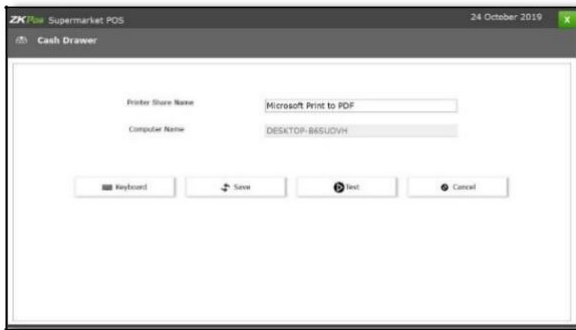 ZKPos Supermarket POS
24 October 2019
X
Cash Drawer
Printer Share Name
Microsoft Print to PDF
Computer Name
DESKTOP-B6SUDVH
Keyboard
Save
Test
Cancel